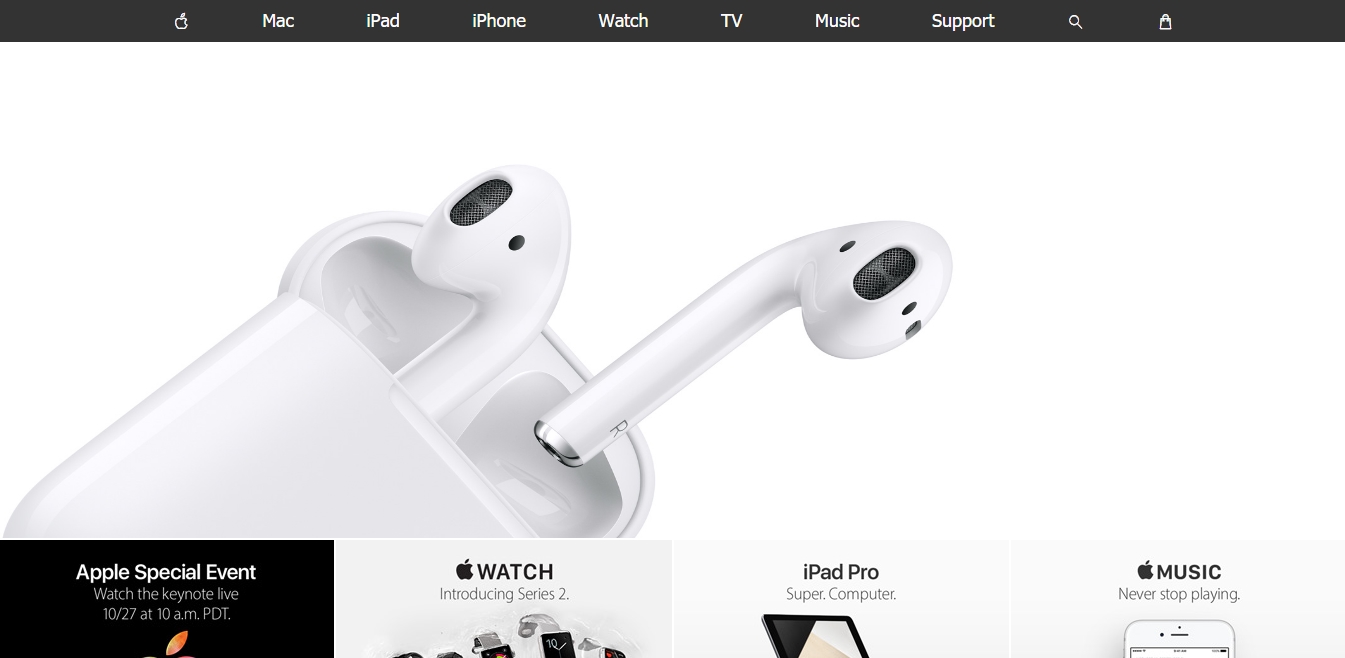 Mac iPad iPhone Watch TV Music Support
R
Apple Special Event
Watch the keynote live
10/27 at 10 a.m. PDT.
WATCH
Introducing Series 2.
iPad Pro
Super. Computer.
MUSIC
Never stop playing.